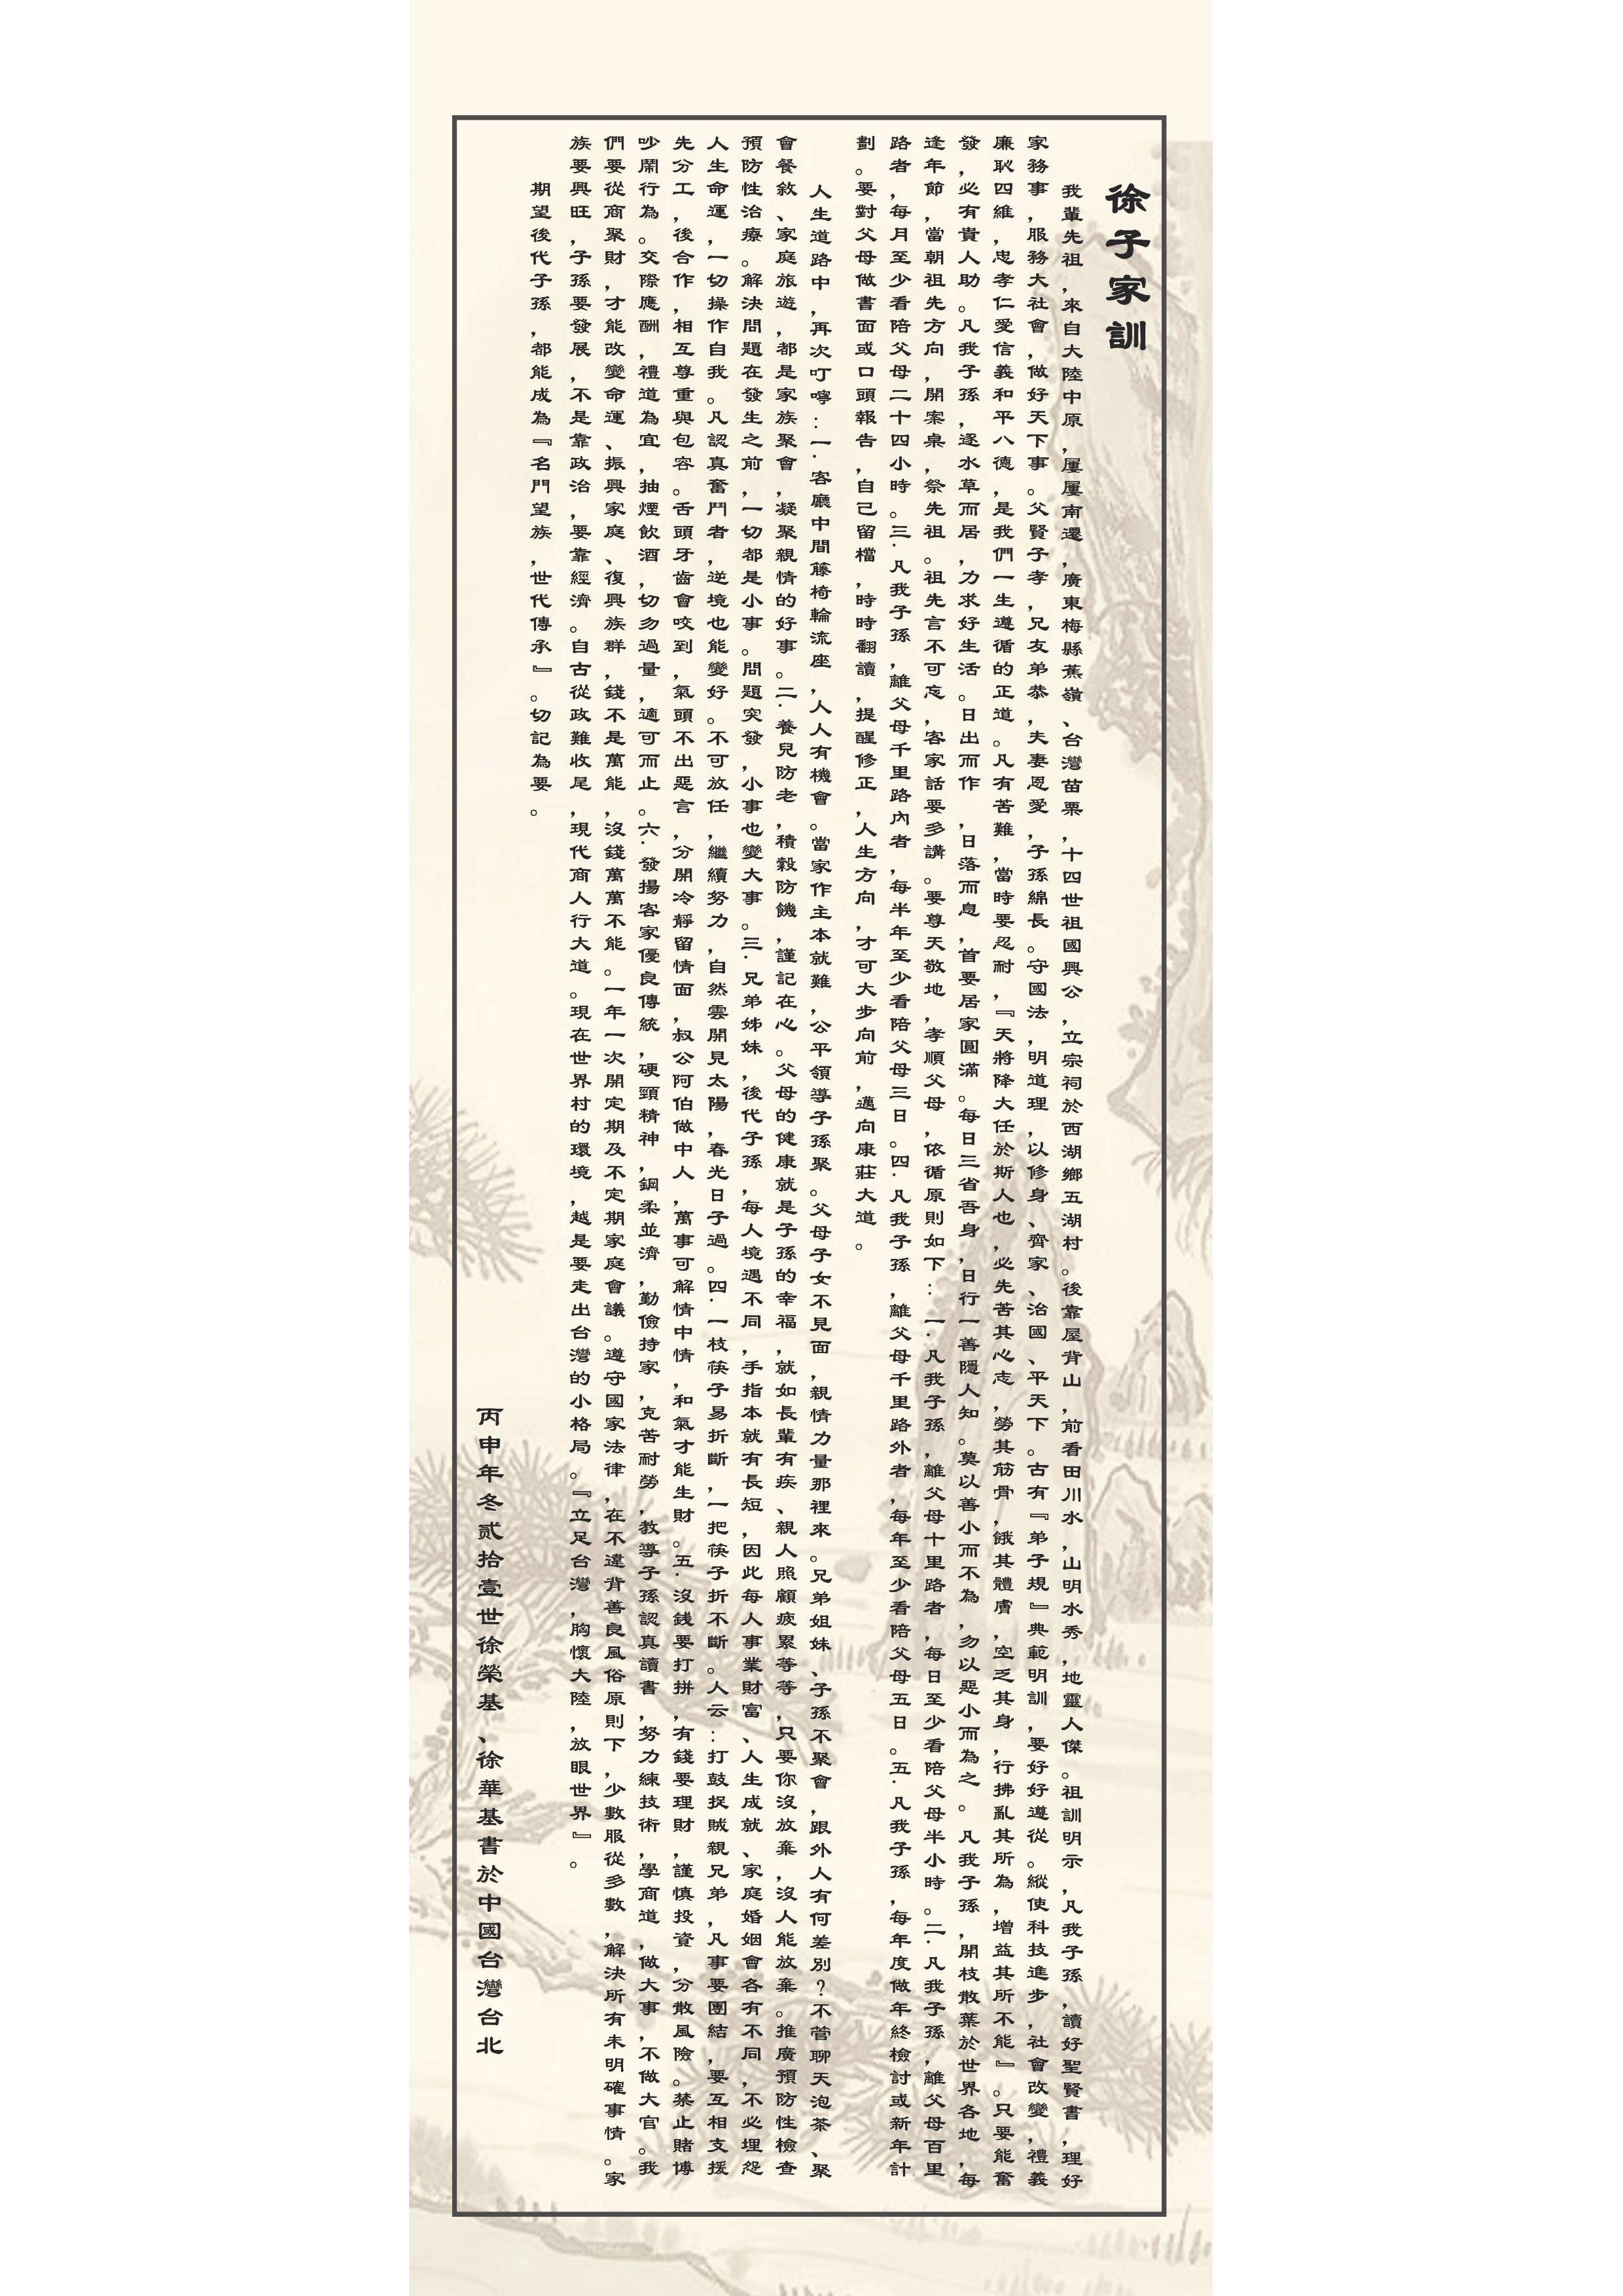 徐子家訓
我輩先祖，來自大陸中原，屢屢南遷，廣東梅縣蕉嶺、台灣苗栗，十四世祖國興公，立宗祠於西湖鄉五湖村。後靠屋背山，前看田川水，山明水秀，地靈人傑。祖訓明示，凡我子孫，讀好聖賢書，理好
家務事，服務大社會，做好天下事。父賢子孝，兄友弟恭，夫妻恩愛，子孫綿長。守國法，明道理，以修身、齊家、治國、平天下。古有『弟子規』典範明訓，要好好遵從。縱使科技進步，社會改變，禮義
廉恥四維，忠孝仁愛信義和平八德，是我們一生遵循的正道。凡有苦難，當時要忍耐，『天將降大任於斯人也，必先苦其心志，勞其筋骨，餓其體膚，空乏其身，行拂亂其所為，增益其所不能』。只要能奮
發，必有貴人助。凡我子孫，逐水草而居，力求好生活。日出而作，日落而息，首要居家圓滿。每日三省吾身，日行一善隱人知。莫以善小而不為，勿以惡小而為之。凡我子孫，開枝散葉於世界各地，每
逢年節，當朝祖先方向，開案桌，祭先祖。祖先言不可忘，客家話要多講。要尊天敬地，孝順父母，依循原則如下：一．凡我子孫，離父母十里路者，每日至少看陪父母半小時。二．凡我子孫，離父母百里
路者，每月至少看陪父母二十四小時。三．凡我子孫，離父母千里路內者，每半年至少看陪父母三日。四．凡我子孫，離父母千里路外者，每年至少看陪父母五日。五．凡我子孫，每年度做年終檢討或新年計
劃。要對父母做書面或口頭報告，自己留檔，時時翻讀，提醒修正，人生方向，才可大步向前，邁向康莊大道。
人生道路中，再次叮嚀：一．客廳中間藤椅輪流座，人人有機會。當家作主本就難，公平領導子孫聚。父母子女不見面，親情力量那裡來。兄弟姐妹、子孫不聚會，跟外人有何差別？不管聊天泡茶、聚
會餐敘、家庭旅遊，都是家族聚會，凝聚親情的好事。二．養兒防老，積穀防饑，謹記在心。父母的健康就是子孫的幸福，就如長輩有疾、親人照顧疲累等等，只要你沒放棄，沒人能放棄。推廣預防性檢查
預防性治療。解決問題在發生之前，一切都是小事。問題突發，小事也變大事。三．兄弟姊妹，後代子孫，每人境遇不同，手指本就有長短，因此每人事業財富、人生成就、家庭婚姻會各有不同，不必埋怨
人生命運，一切操作自我。凡認真奮鬥者，逆境也能變好。不可放任，繼續努力，自然雲開見太陽，春光日子過。四．一枝筷子易折斷，一把筷子折不斷。人云：打鼓捉賊親兄弟，凡事要團結，要互相支援
先分工，後合作，相互尊重與包容。舌頭牙齒會咬到，氣頭不出惡言，分開冷靜留情面，叔公阿伯做中人，萬事可解情中情，和氣才能生財。五．沒錢要打拼，有錢要理財，謹慎投資，分散風險。禁止賭博
吵鬧行為。交際應酬，禮道為宜，抽煙飲酒，切勿過量，適可而止。六．發揚客家優良傳統，硬頸精神，鋼柔並濟，勤儉持家，克苦耐勞，教導子孫認真讀書，努力練技術，學商道，做大事，不做大官。我
們要從商聚財，才能改變命運、振興家庭、復興族群，錢不是萬能，沒錢萬萬不能。一年一次開定期及不定期家庭會議。遵守國家法律，在不違背善良風俗原則下，少數服從多數，解決所有未明確事情。家
族要興旺，子孫要發展，不是靠政治，要靠經濟。自古從政難收尾，現代商人行大道。現在世界村的環境，越是要走出台灣的小格局。『立足台灣，胸懷大陸，放眼世界』。
期望後代子孫，都能成為『名門望族，世代傳承』。切記為要。
丙申年冬貳拾壹世徐榮基、徐華基書於中國台灣台北